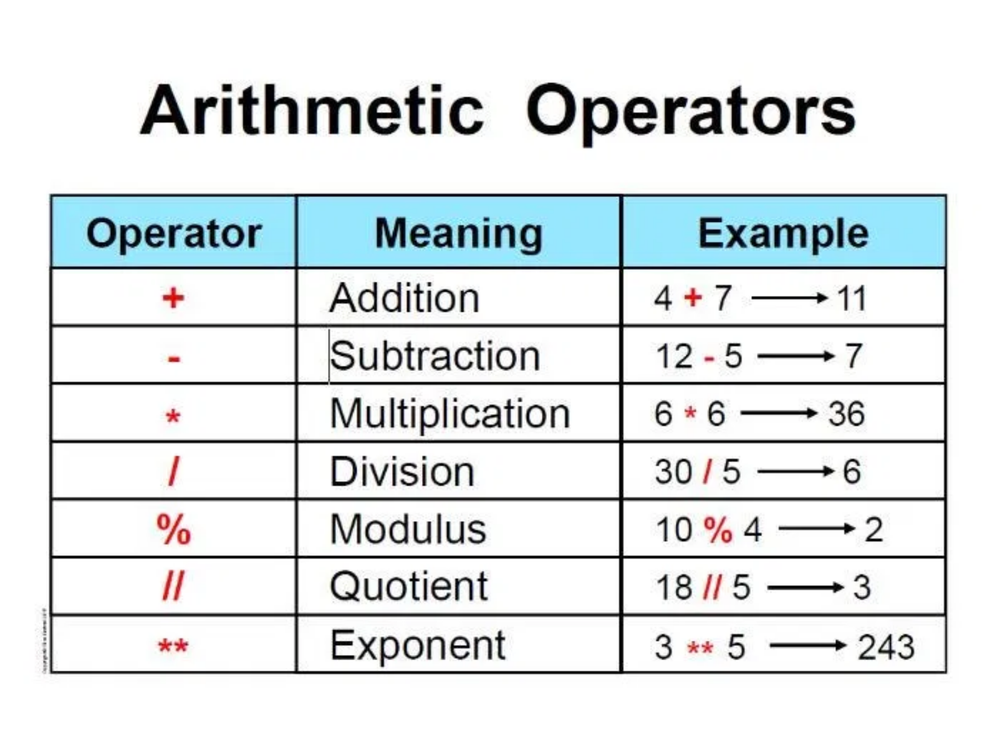 Arithmetic Operators
Operator Meaning Example
+ Addition 4 + 7 → 11
- Subtraction 12 - 5 → 7
* Multiplication 6 * 6 → 36
/ Division 30 / 5 → 6
% Modulus 10 % 4 → 2
// Quotient 18 // 5 → 3
** Exponent 3 ** 5 → 243